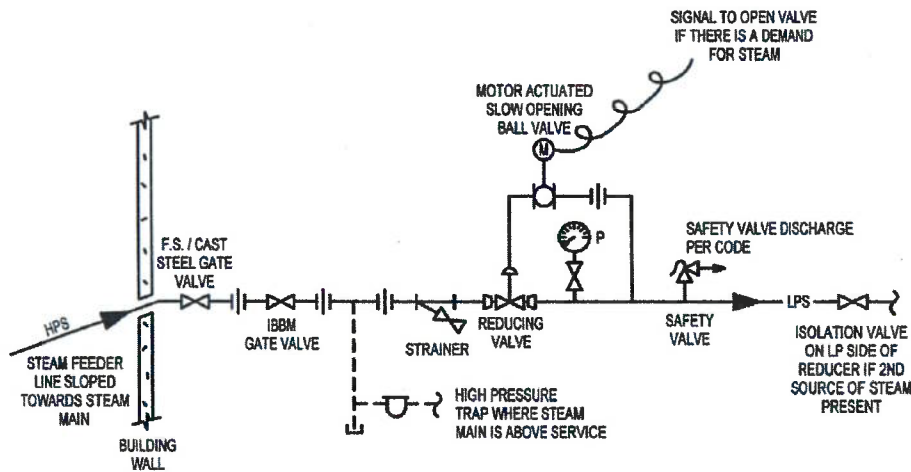 SIGNAL TO OPEN VALVE
IF THERE IS A DEMAND
FOR STEAM
MOTOR ACTUATED
SLOW OPENING
BALL VALVE
M
F.S. / CAST
STEEL GATE
VALVE
P
SAFETY VALVE DISCHARGE
PER CODE
HPS
IBBM
GATE VALVE
STRAINER
REDUCING
VALVE
SAFETY
VALVE
LPS
ISOLATION VALVE
ON LP SIDE OF
REDUCER IF 2ND
SOURCE OF STEAM
PRESENT
STEAM FEEDER
LINE SLOPED
TOWARDS STEAM
MAIN
HIGH PRESSURE
TRAP WHERE STEAM
MAIN IS ABOVE SERVICE
BUILDING
WALL